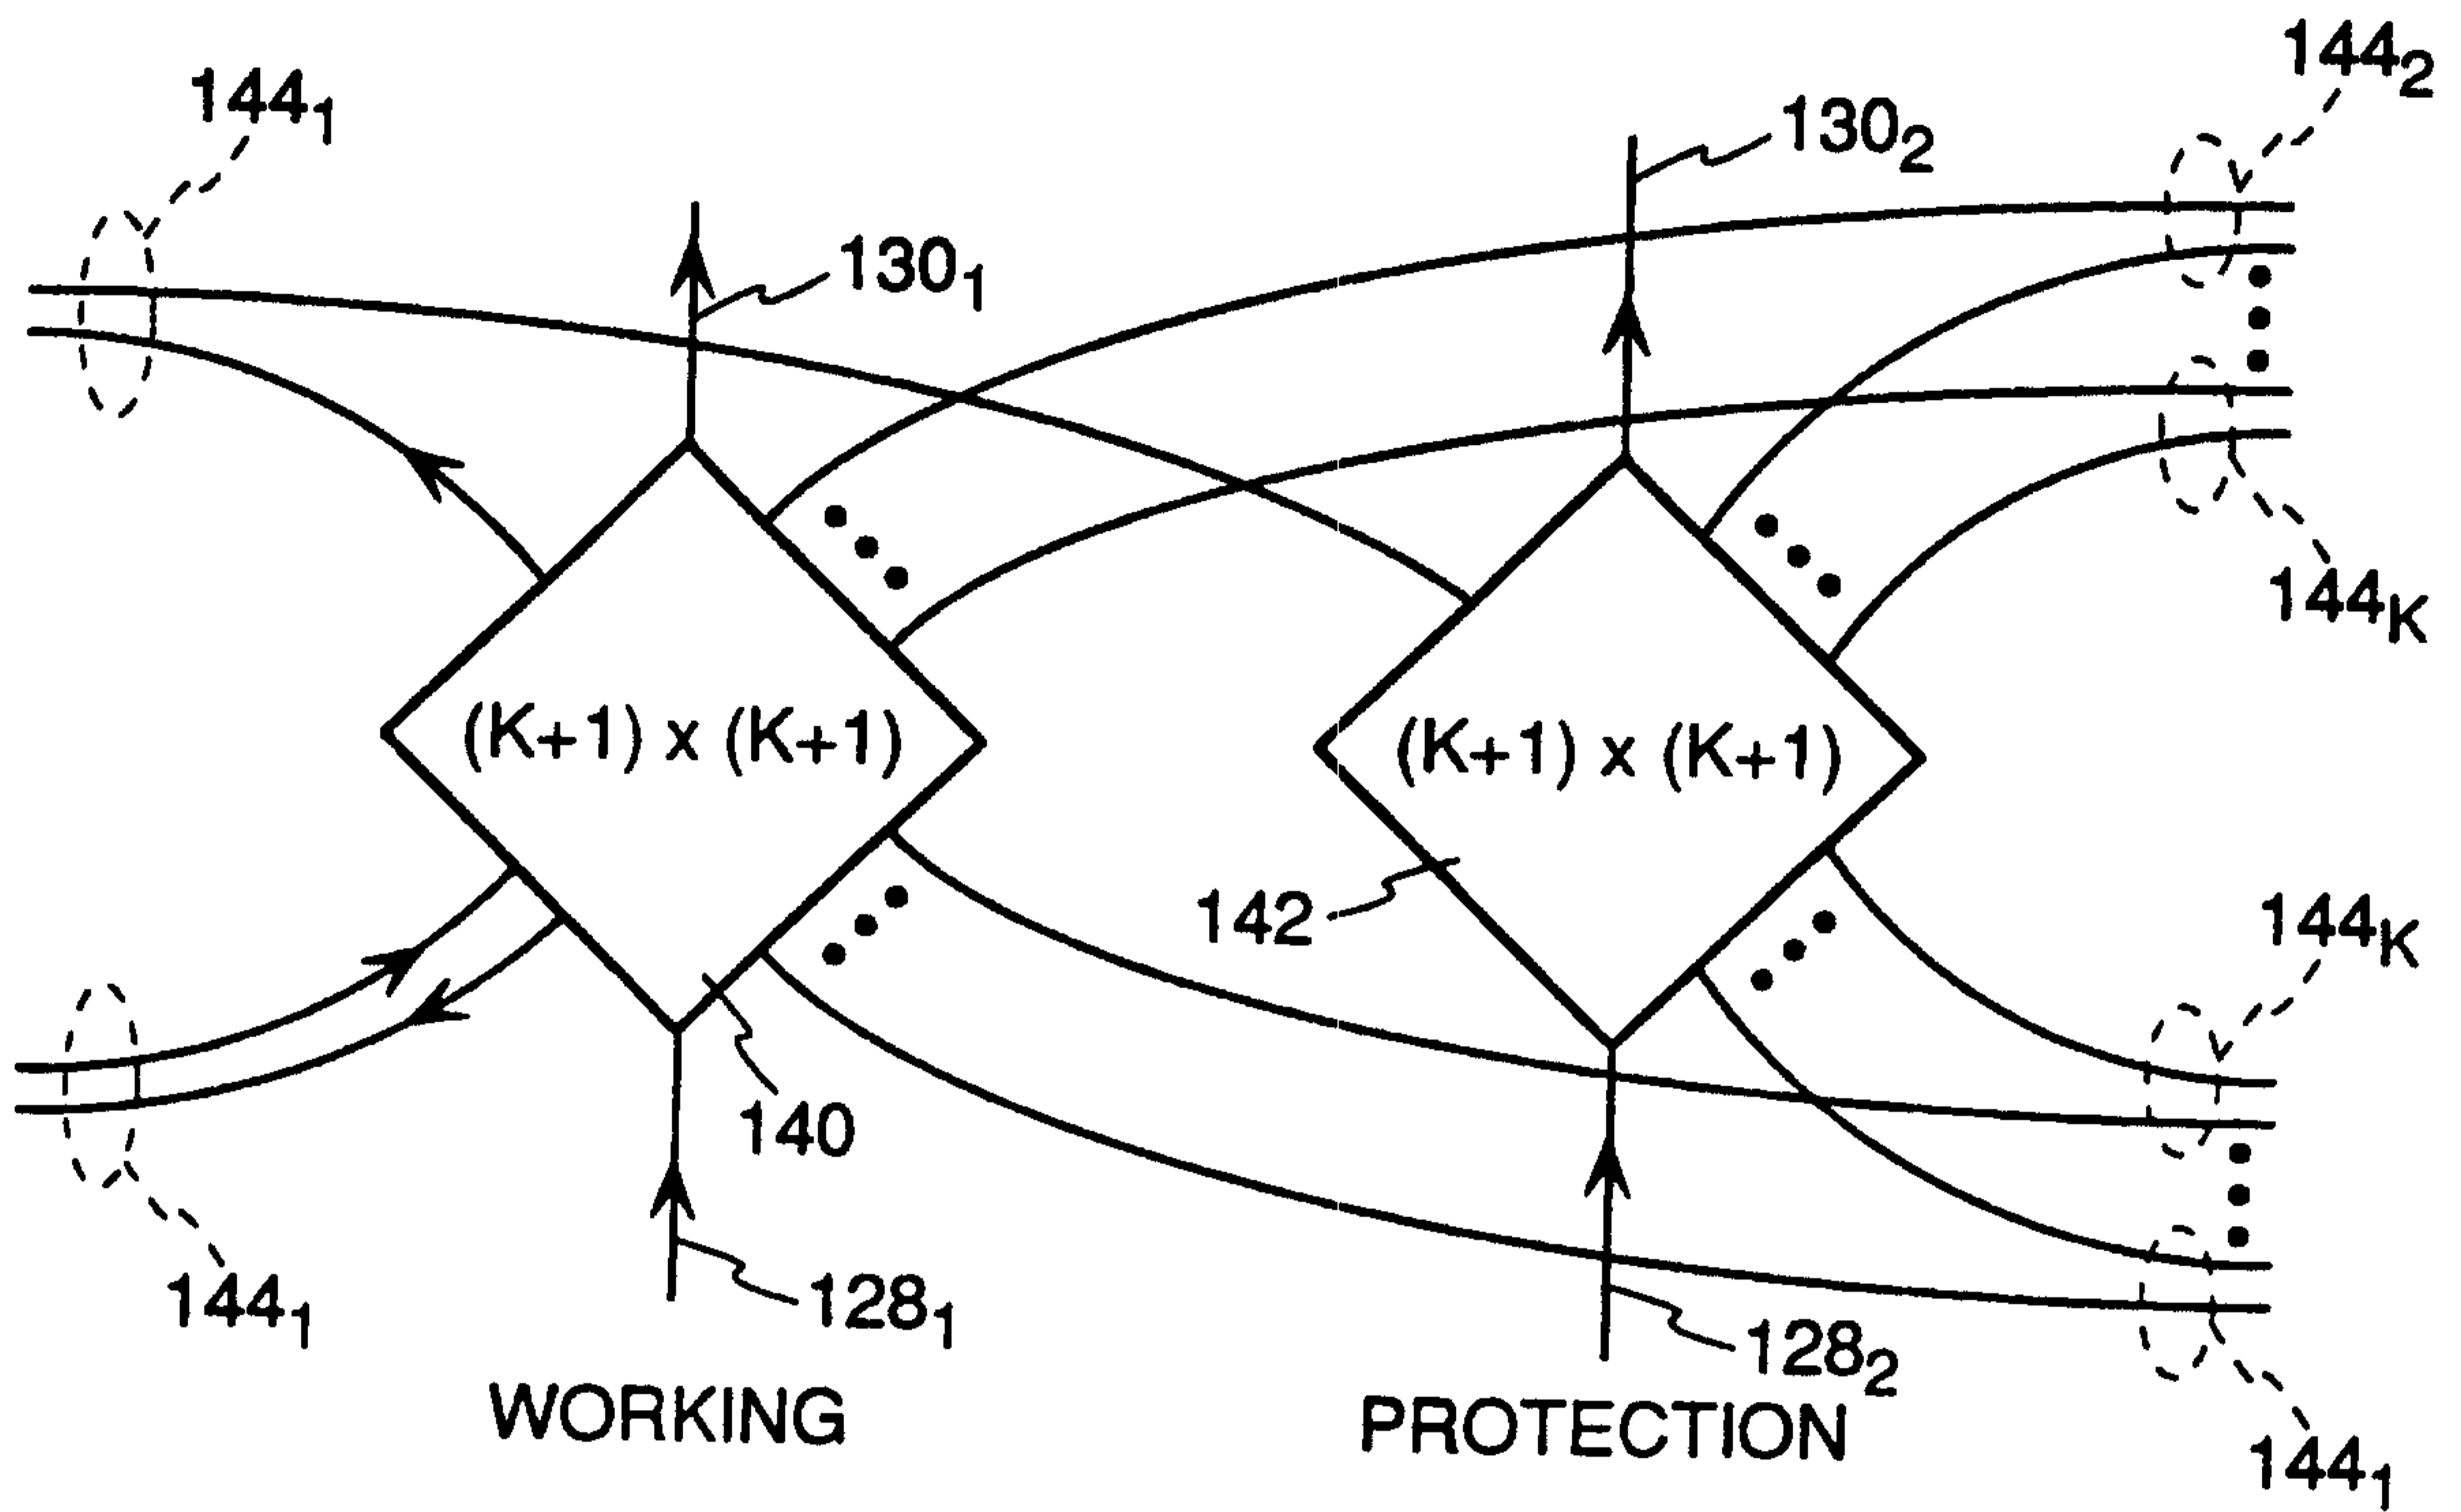 144₂
144₁
130₂
130₁
144K
(K+1) x (K+1)
(K+1) x (K+1)
142
144K
140
144₁
128₁
128₂
WORKING
PROTECTION
144₁